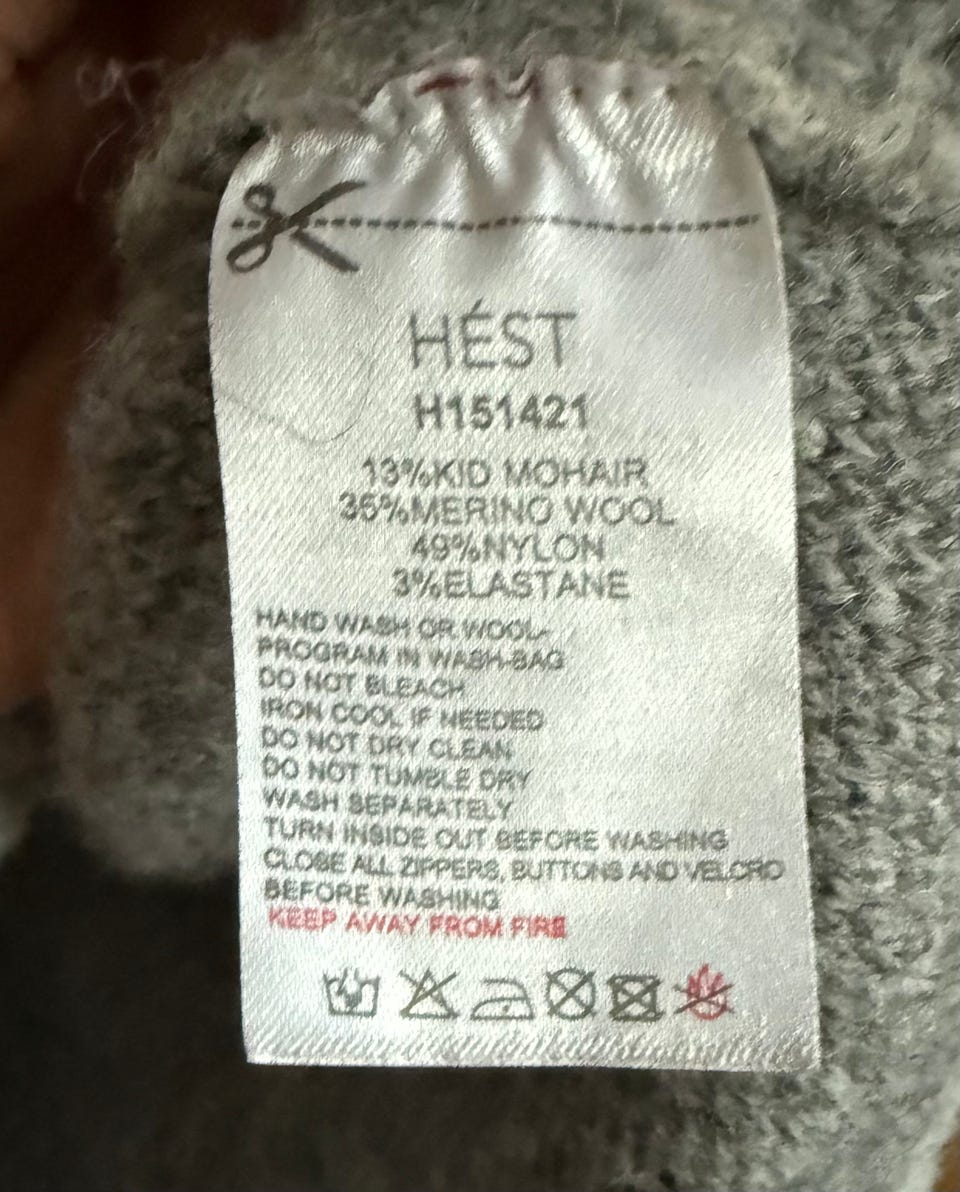 HÉST
H151421
13%KID MOHAIR
35%MERINO WOOL
49%NYLON
3%ELASTANE
HAND WASH OR WOOL-
PROGRAM IN WASH-BAG
DO NOT BLEACH
IRON COOL IF NEEDED
DO NOT DRY CLEAN
DO NOT TUMBLE DRY
WASH SEPARATELY
TURN INSIDE OUT BEFORE WASHING
CLOSE ALL ZIPPERS, BUTTONS AND VELCRO
BEFORE WASHING
KEEP AWAY FROM FIRE